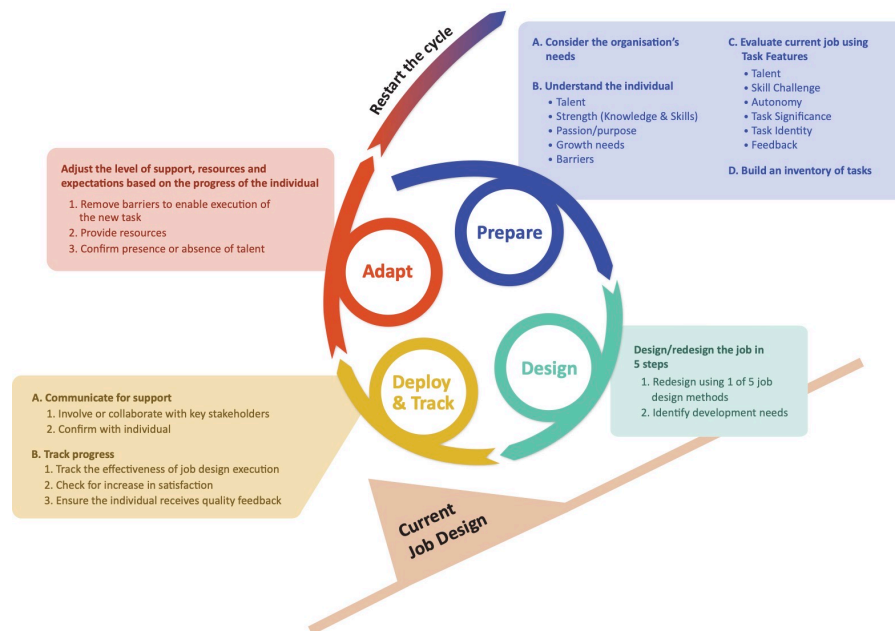 Restart the cycle
A. Consider the organisation's
needs
B. Understand the individual
• Talent
• Strength (Knowledge & Skills)
• Passion/purpose
• Growth needs
• Barriers
C. Evaluate current job using
Task Features
• Talent
• Skill Challenge
• Autonomy
• Task Significance
• Task Identity
• Feedback
D. Build an inventory of tasks
Adjust the level of support, resources and
expectations based on the progress of the individual
1. Remove barriers to enable execution of
the new task
2. Provide resources
3. Confirm presence or absence of talent
Prepare
Adapt
Design
Deploy
& Track
Design/redesign the job in
5 steps
1. Redesign using 1 of 5 job
design methods
2. Identify development needs
A. Communicate for support
1. Involve or collaborate with key stakeholders
2. Confirm with individual
B. Track progress
1. Track the effectiveness of job design execution
2. Check for increase in satisfaction
3. Ensure the individual receives quality feedback
Current
Job Design